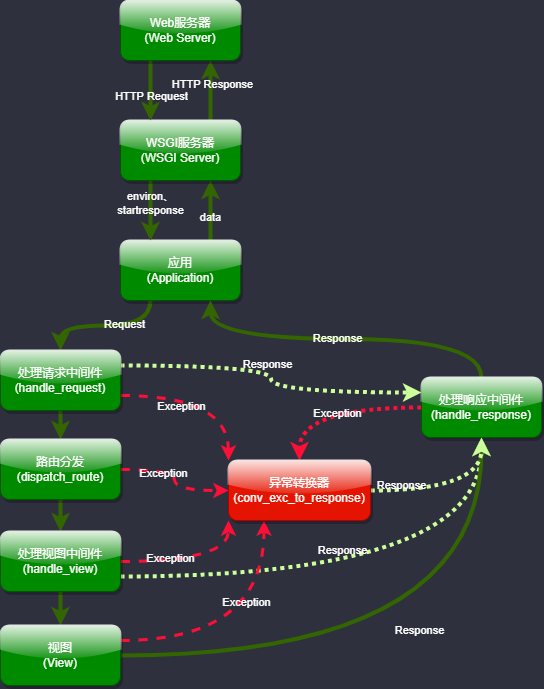 Web服务器
(Web Server)
HTTP Response
HTTP Request
WSGI服务器
(WSGI Server)
environ、
startresponse
data
应用
(Application)
Request
Response
处理请求中间件
(handle_request)
Response
处理响应中间件
(handle_response)
Exception
Exception
路由分发
(dispatch_route)
Exception
异常转换器
(conv_exc_to_response)
Response
处理视图中间件
(handle_view)
Exception
Response
Exception
视图
(View)
Response